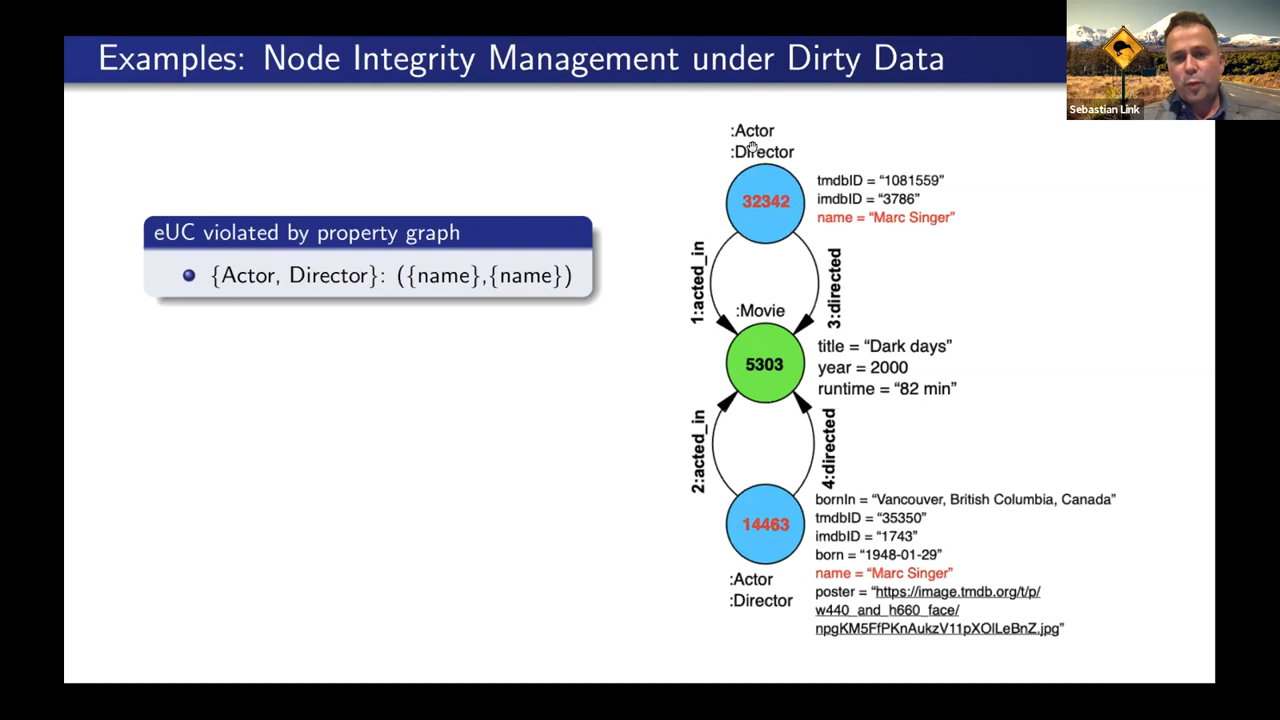 Examples: Node Integrity Management under Dirty Data
Sebastian Link
eUC violated by property graph
{Actor, Director}: ({name},{name})
:Actor
:Director
32342
tmdbID = “1081559”
imdbID = “3786”
name = “Marc Singer”
1:acted_in
3:directed
:Movie
5303
title = “Dark days”
year = 2000
runtime = “82 min”
2:acted_in
4:directed
14463
:Actor
:Director
bornIn = “Vancouver, British Columbia, Canada”
tmdbID = “35350”
imdbID = “1743”
born = “1948-01-29”
name = “Marc Singer”
poster = “https://image.tmdb.org/t/p/
w440_and_h660_face/
npgKM5FfPKnAukzV11pXOlLeBnZ.jpg”